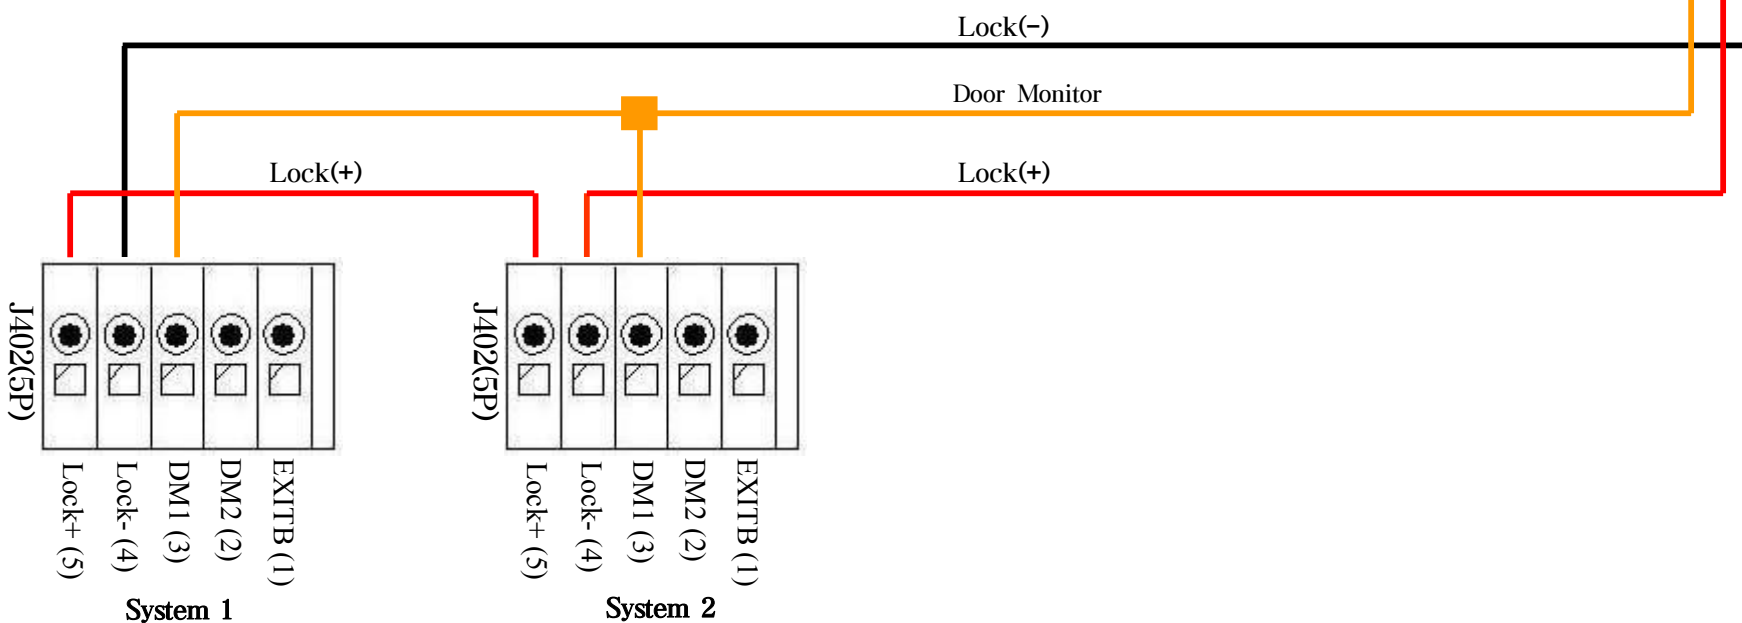 Lock(-)
Door Monitor
Lock(+)
Lock(+)
J402(5P)
J402(5P)
Lock+ (5)
Lock- (4)
DM1 (3)
DM2 (2)
EXITB (1)
Lock+ (5)
Lock- (4)
DM1 (3)
DM2 (2)
EXITB (1)
System 1
System 2